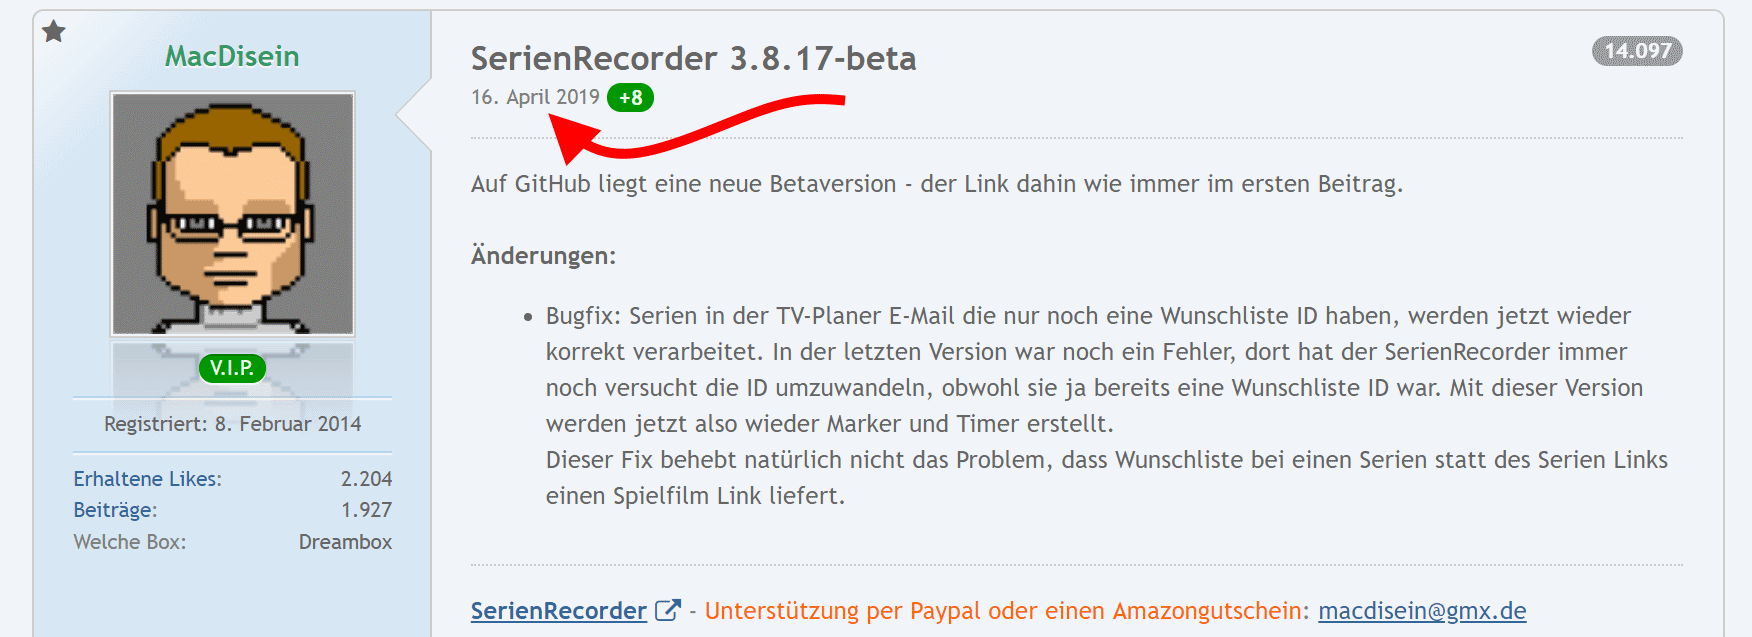 MacDisein
V.I.P.
Registriert: 8. Februar 2014
Erhaltene Likes: 2.204
Beiträge: 1.927
Welche Box: Dreambox
SerienRecorder 3.8.17-beta
14.097
16. April 2019 +8
Auf GitHub liegt eine neue Betaversion - der Link dahin wie immer im ersten Beitrag.
Änderungen:
• Bugfix: Serien in der TV-Planer E-Mail die nur noch eine Wunschliste ID haben, werden jetzt wieder
korrekt verarbeitet. In der letzten Version war noch ein Fehler, dort hat der SerienRecorder immer
noch versucht die ID umzuwandeln, obwohl sie ja bereits eine Wunschliste ID war. Mit dieser Version
werden jetzt also wieder Marker und Timer erstellt.
Dieser Fix behebt natürlich nicht das Problem, dass Wunschliste bei einen Serien statt des Serien Links
einen Spielfilm Link liefert.
SerienRecorder - Unterstützung per Paypal oder einen Amazongutschein: macdisein@gmx.de